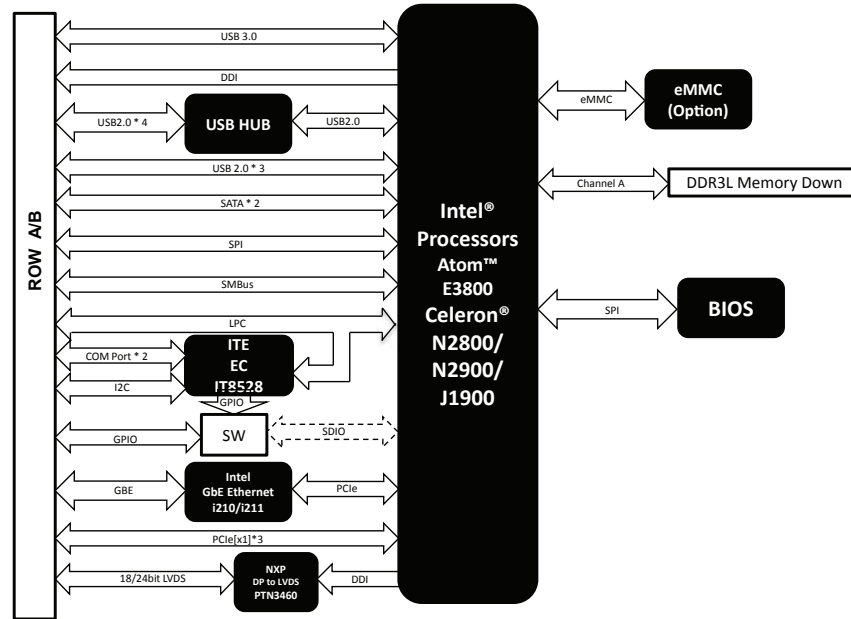 USB 3.0
DDI
USB2.0 * 4
USB HUB
USB2.0
USB 2.0 * 3
SATA * 2
SPI
SMBus
LPC
COM Port * 2
I2C
ITE
EC
IT8528
GPIO
GPIO
SW
SDIO
GBE
Intel
GbE Ethernet
i210/i211
PCIe
PCIe[x1]*3
18/24bit LVDS
NXP
DP to LVDS
PTN3460
DDI
ROW A/B
Intel®
Processors
Atom™
E3800
Celeron®
N2800/
N2900/
J1900
eMMC
eMMC
(Option)
Channel A
DDR3L Memory Down
SPI
BIOS